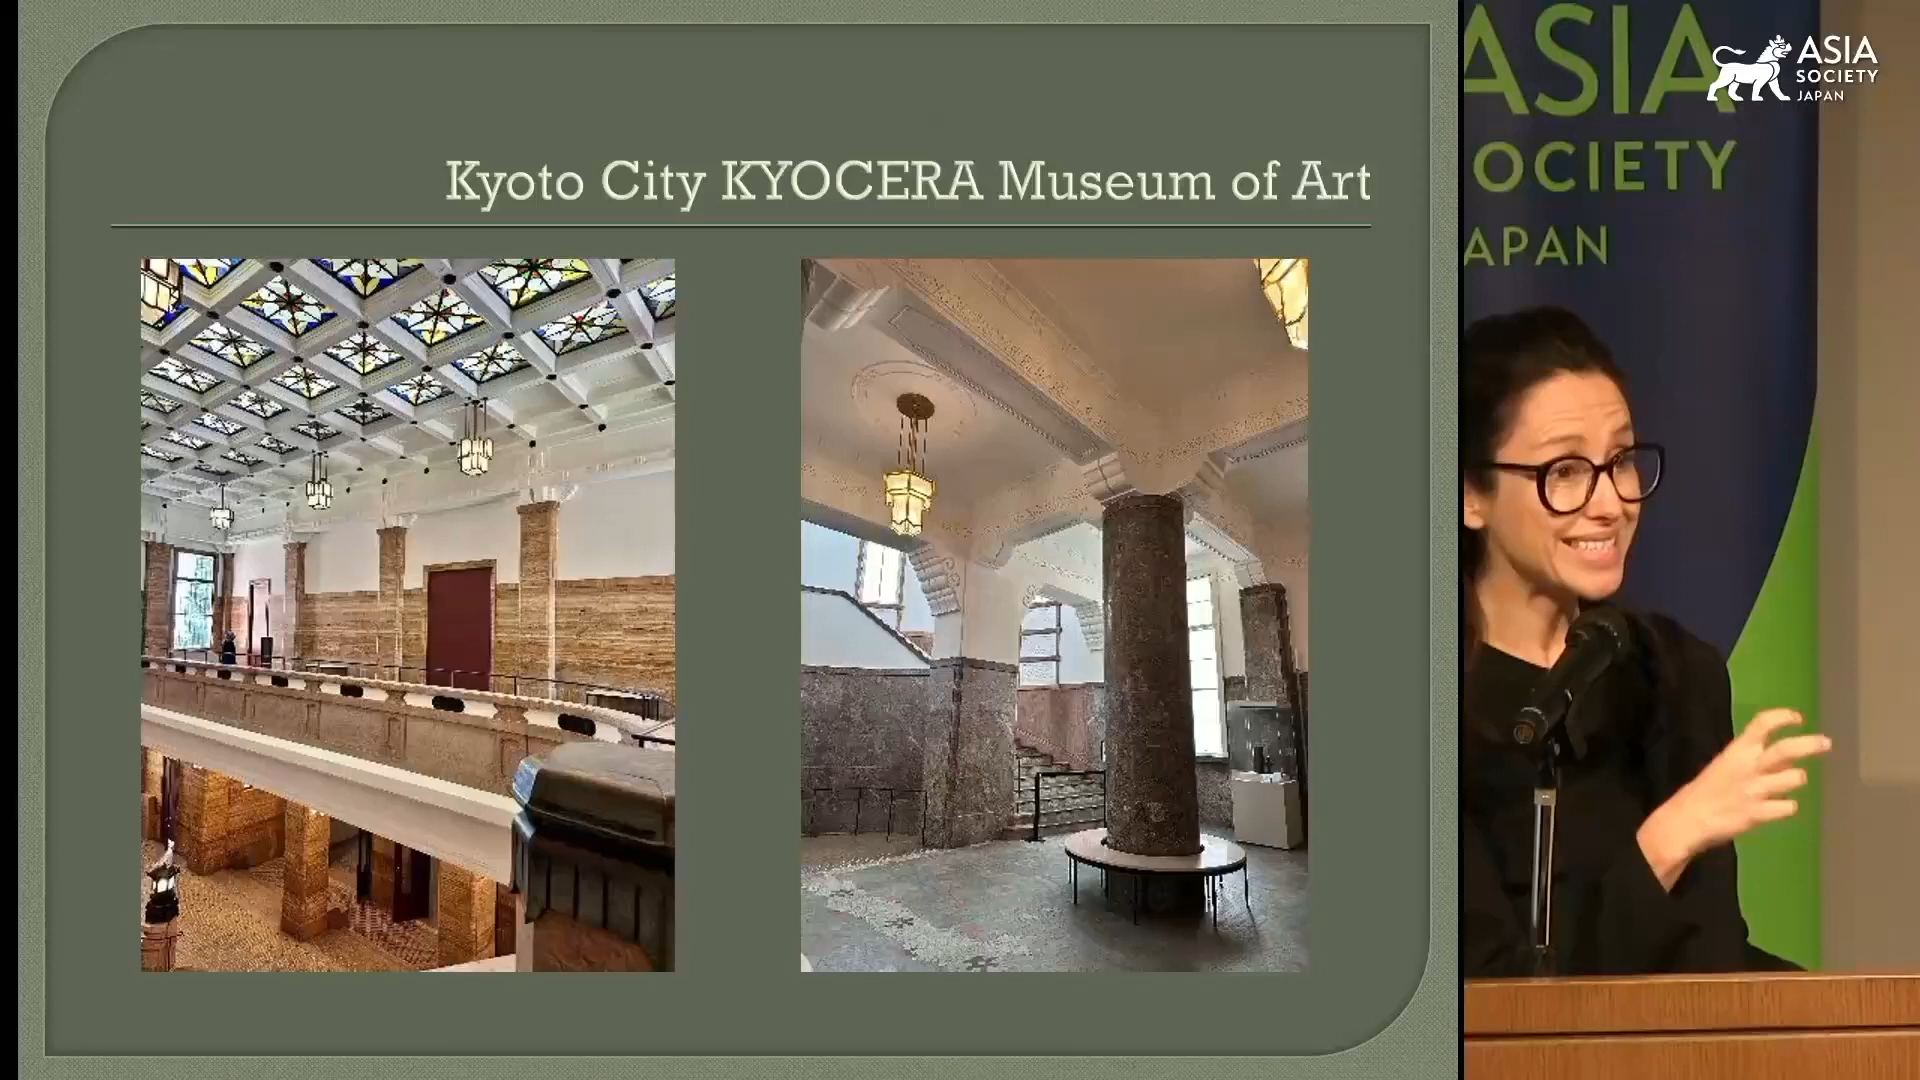 Kyoto City KYOCERA Museum of Art
ASIA
OCIETY
APAN
ASIA
SOCIETY
JAPAN